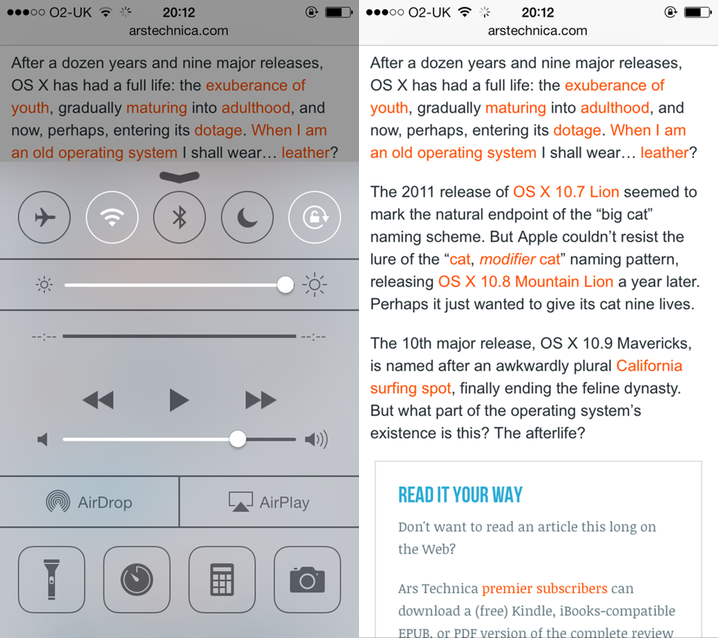 O2-UK 20:12
arstechnica.com
After a dozen years and nine major releases,
OS X has had a full life: the exuberance of
youth, gradually maturing into adulthood, and
now, perhaps, entering its dotage. When I am
an old operating system I shall wear… leather?
--:-- --:--
AirDrop AirPlay
O2-UK 20:12
arstechnica.com
After a dozen years and nine major releases,
OS X has had a full life: the exuberance of
youth, gradually maturing into adulthood, and
now, perhaps, entering its dotage. When I am
an old operating system I shall wear… leather?
The 2011 release of OS X 10.7 Lion seemed to
mark the natural endpoint of the “big cat”
naming scheme. But Apple couldn’t resist the
lure of the “cat, modifier cat” naming pattern,
releasing OS X 10.8 Mountain Lion a year later.
Perhaps it just wanted to give its cat nine lives.
The 10th major release, OS X 10.9 Mavericks,
is named after an awkwardly plural California
surfing spot, finally ending the feline dynasty.
But what part of the operating system’s
existence is this? The afterlife?
READ IT YOUR WAY
Don't want to read an article this long on
the Web?
Ars Technica premier subscribers can
download a (free) Kindle, iBooks-compatible
EPUB, or PDF version of the complete review